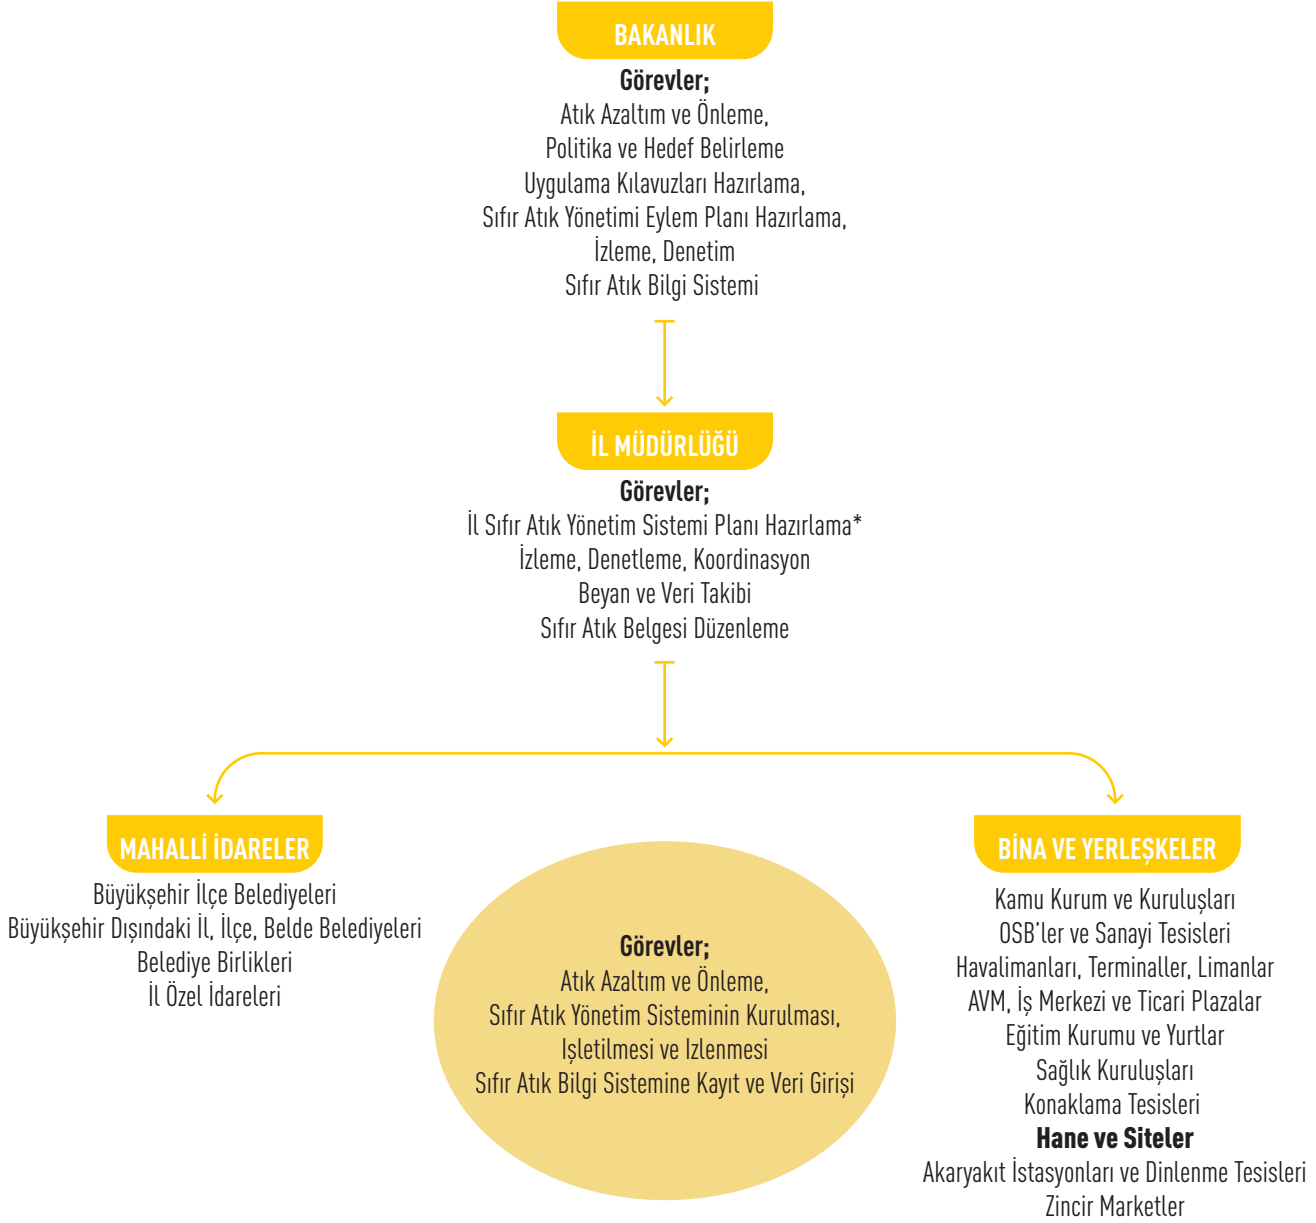 BAKANLIK
Görevler;
Atık Azaltım ve Önleme,
Politika ve Hedef Belirleme
Uygulama Kılavuzları Hazırlama,
Sıfır Atık Yönetimi Eylem Planı Hazırlama,
İzleme, Denetim
Sıfır Atık Bilgi Sistemi
İL MÜDÜRLÜĞÜ
Görevler;
İl Sıfır Atık Yönetim Sistemi Planı Hazırlama*
İzleme, Denetleme, Koordinasyon
Beyan ve Veri Takibi
Sıfır Atık Belgesi Düzenleme
MAHALLİ İDARELER
Büyükşehir İlçe Belediyeleri
Büyükşehir Dışındaki İl, İlçe, Belde Belediyeleri
Belediye Birlikleri
İl Özel İdareleri
Görevler;
Atık Azaltım ve Önleme,
Sıfır Atık Yönetim Sisteminin Kurulması,
Işletilmesi ve Izlenmesi
Sıfır Atık Bilgi Sistemine Kayıt ve Veri Girişi
BİNA VE YERLEŞKELER
Kamu Kurum ve Kuruluşları
OSB'ler ve Sanayi Tesisleri
Havalimanları, Terminaller, Limanlar
AVM, İş Merkezi ve Ticari Plazalar
Eğitim Kurumu ve Yurtlar
Sağlık Kuruluşları
Konaklama Tesisleri
Hane ve Siteler
Akaryakıt İstasyonları ve Dinlenme Tesisleri
Zincir Marketler